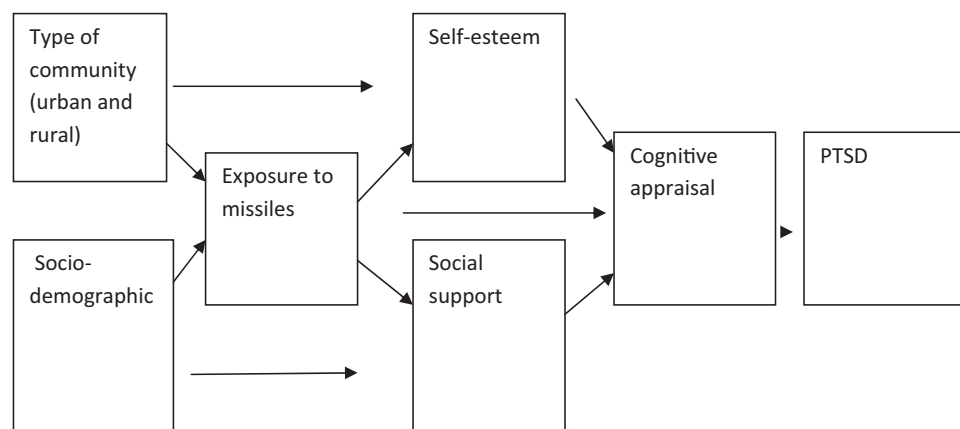 Type of
community
(urban and
rural)
Self-esteem
Exposure to
missiles
Cognitive
appraisal
PTSD
Socio-
demographic
Social
support